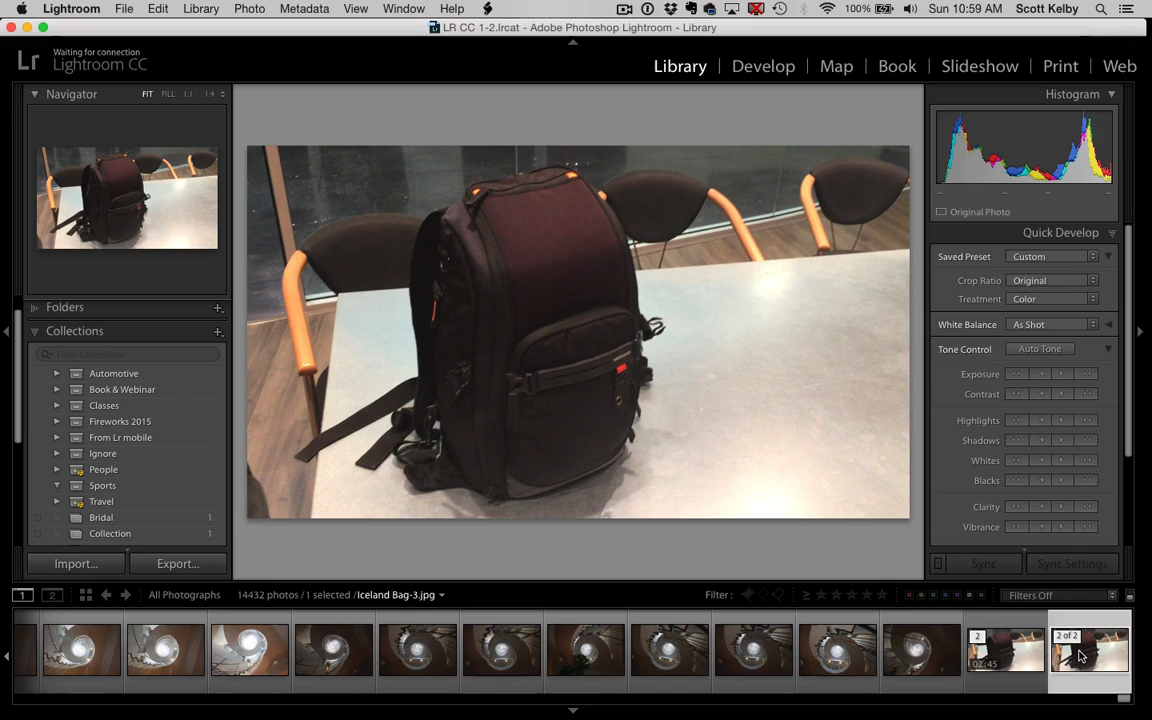 Lightroom File Edit Library Photo Metadata View Window Help 100% Sun 10:59 AM Scott Kelby
LR CC 1-2.lrcat - Adobe Photoshop Lightroom - Library
Lr Waiting for connection
Lightroom CC
Library | Develop | Map | Book | Slideshow | Print | Web
Navigator FIT FILL 1:1 1:4
Histogram
Original Photo
Quick Develop
Saved Preset Custom
Crop Ratio Original
Treatment Color
White Balance As Shot
Tone Control Auto Tone
Exposure
Contrast
Highlights
Shadows
Whites
Blacks
Clarity
Vibrance
Folders
Collections
Filter Collections
Automotive
Book & Webinar
Classes
Fireworks 2015
From Lr mobile
Ignore
People
Sports
Travel
Bridal 1
Collection 1
Import... Export...
Sync Sync Settings
1 2 All Photographs 14432 photos / 1 selected / Iceland Bag-3.jpg Filter : Filters Off
2 2 of 2
02:45